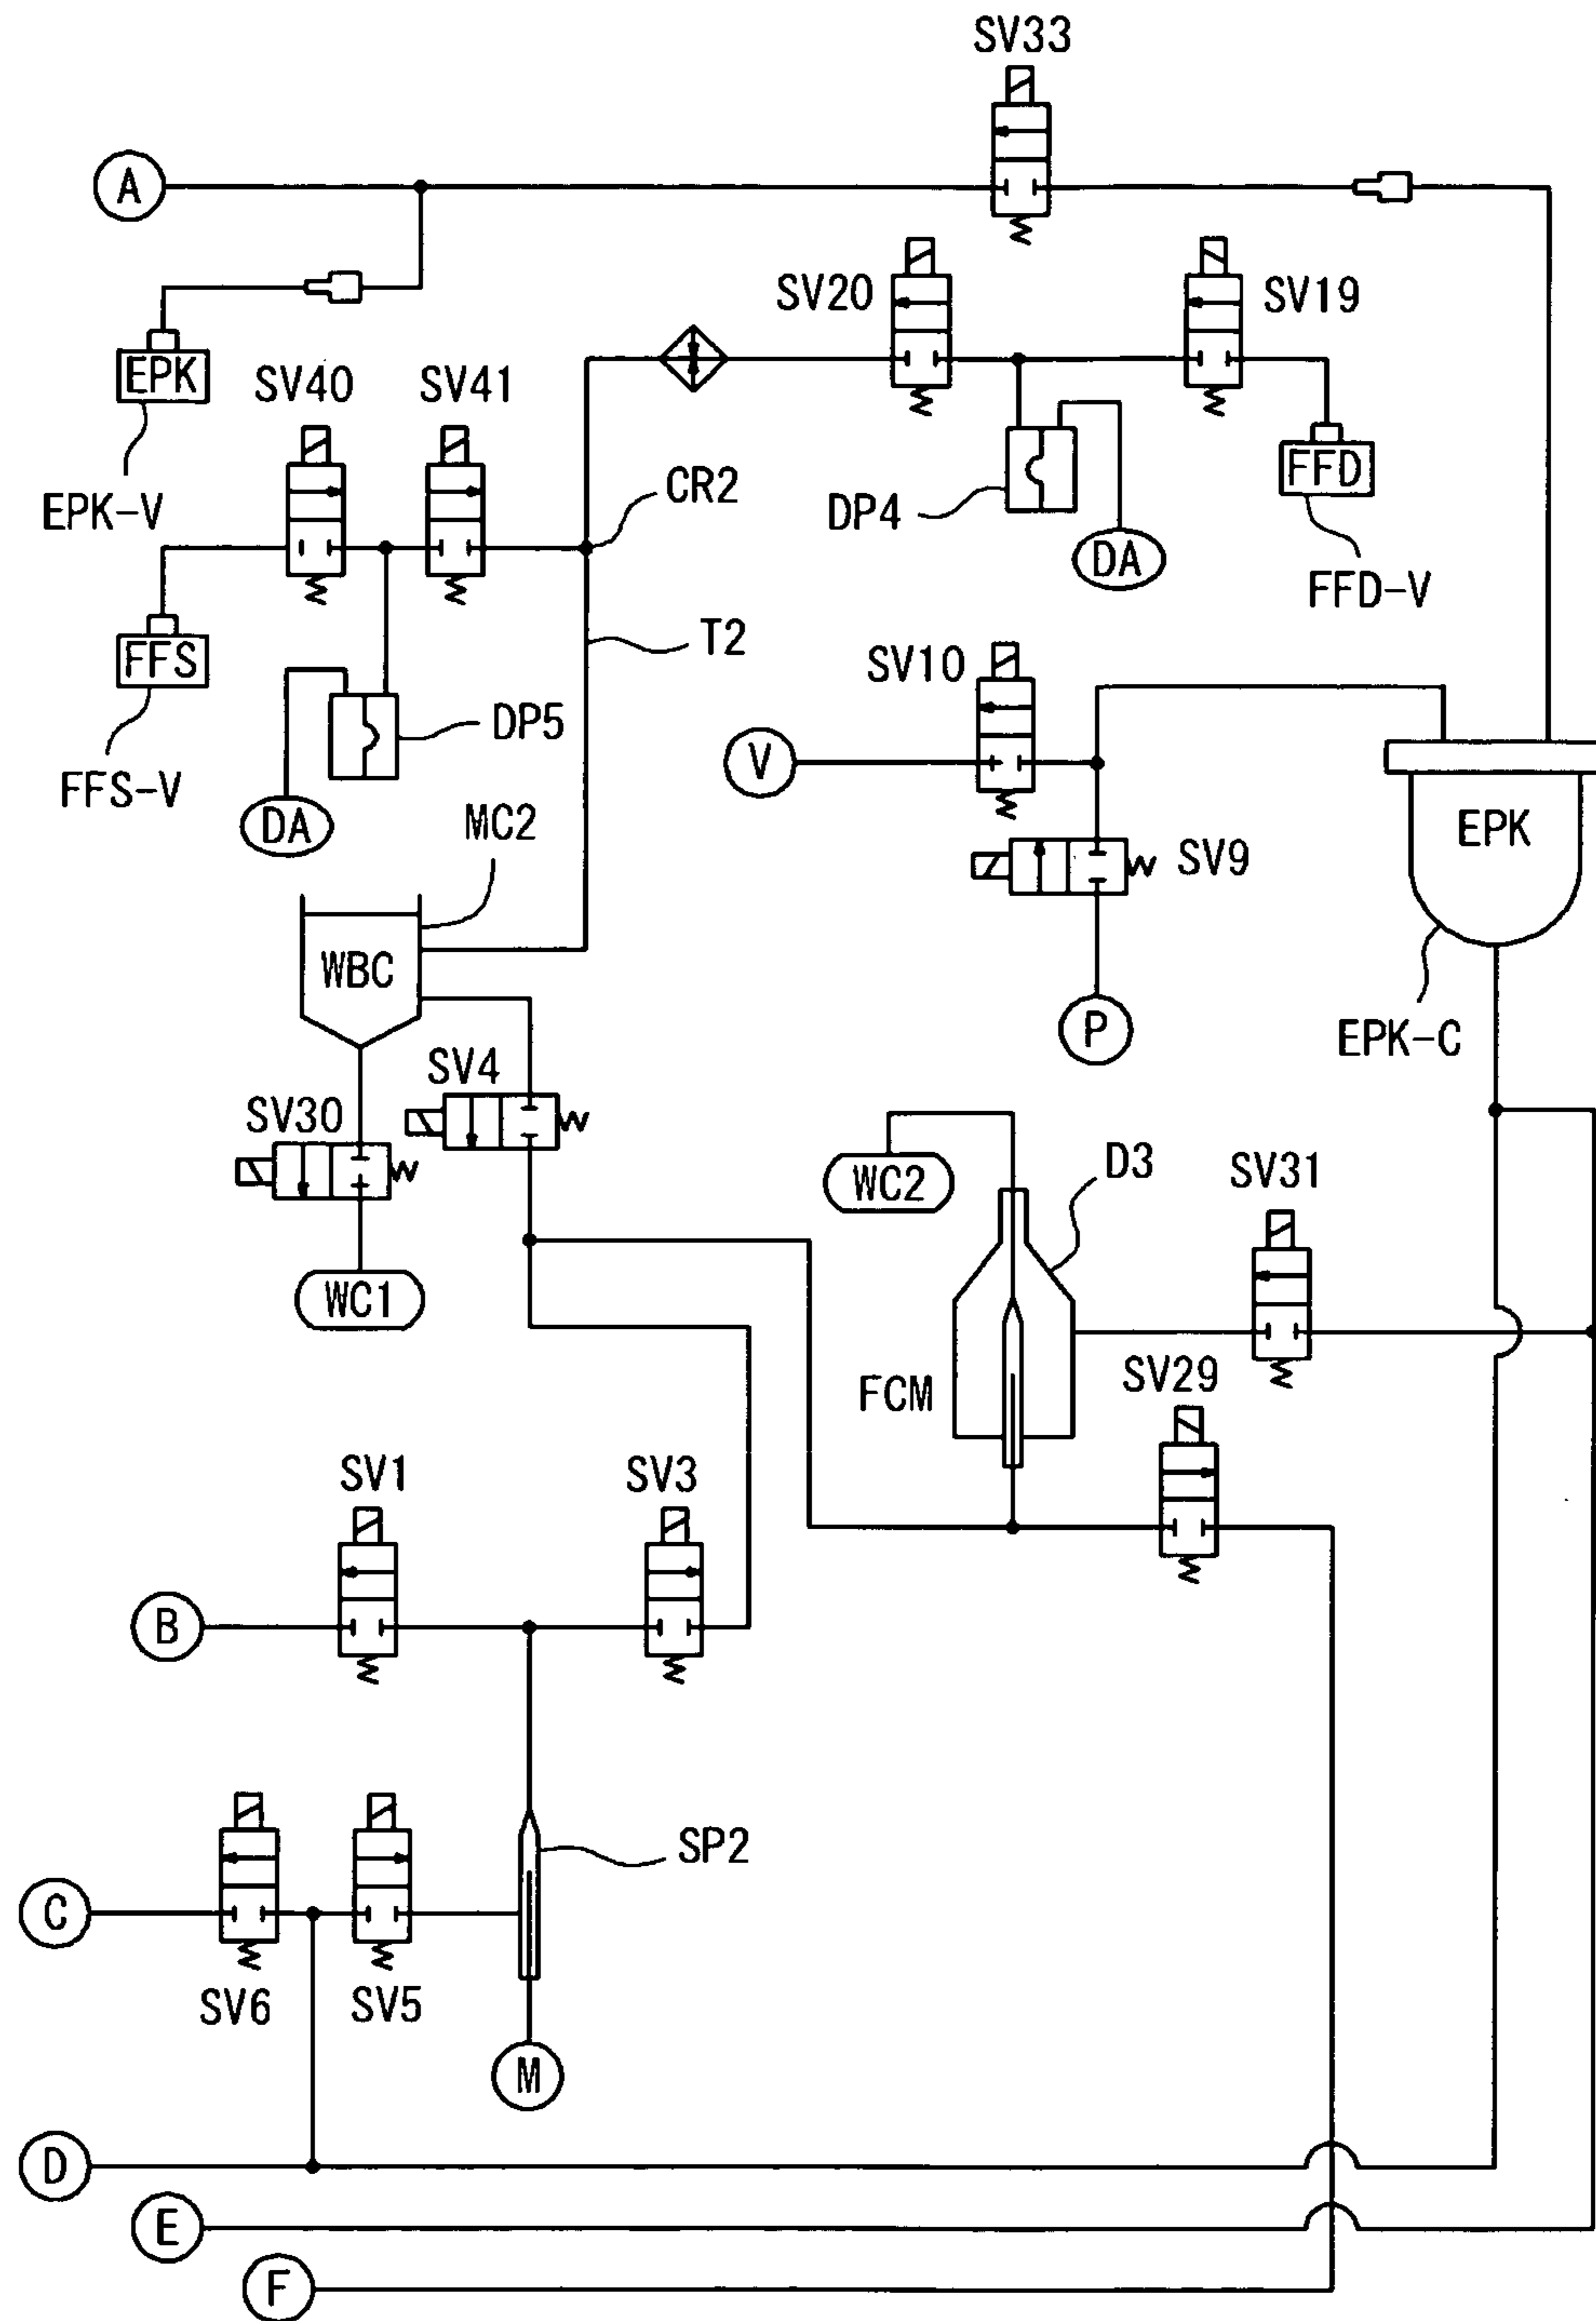 SV33
A
SV20
SV19
EPK
SV40
SV41
FFD
EPK-V
CR2
DP4
DA
FFD-V
FFS
T2
SV10
DP5
V
FFS-V
DA
MC2
EPK
SV9
WBC
P
EPK-C
SV4
SV30
WC2
D3
SV31
WC1
FCM
SV29
SV1
SV3
B
SP2
C
SV6
SV5
M
D
E
F